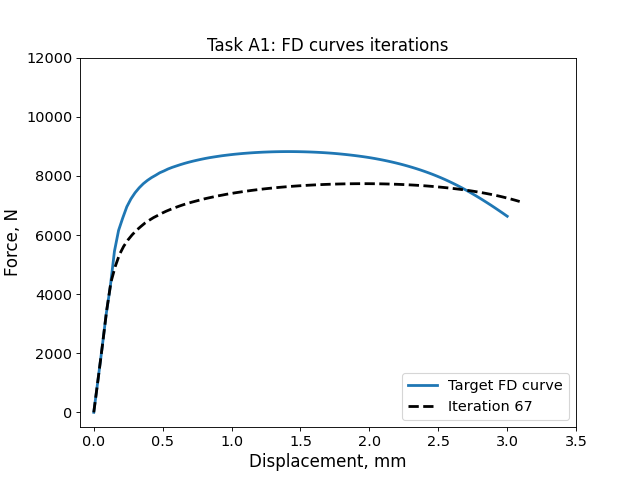 Task A1: FD curves iterations
12000
10000
8000
6000
4000
2000
0
Force, N
Target FD curve
Iteration 67
0.0 0.5 1.0 1.5 2.0 2.5 3.0 3.5
Displacement, mm